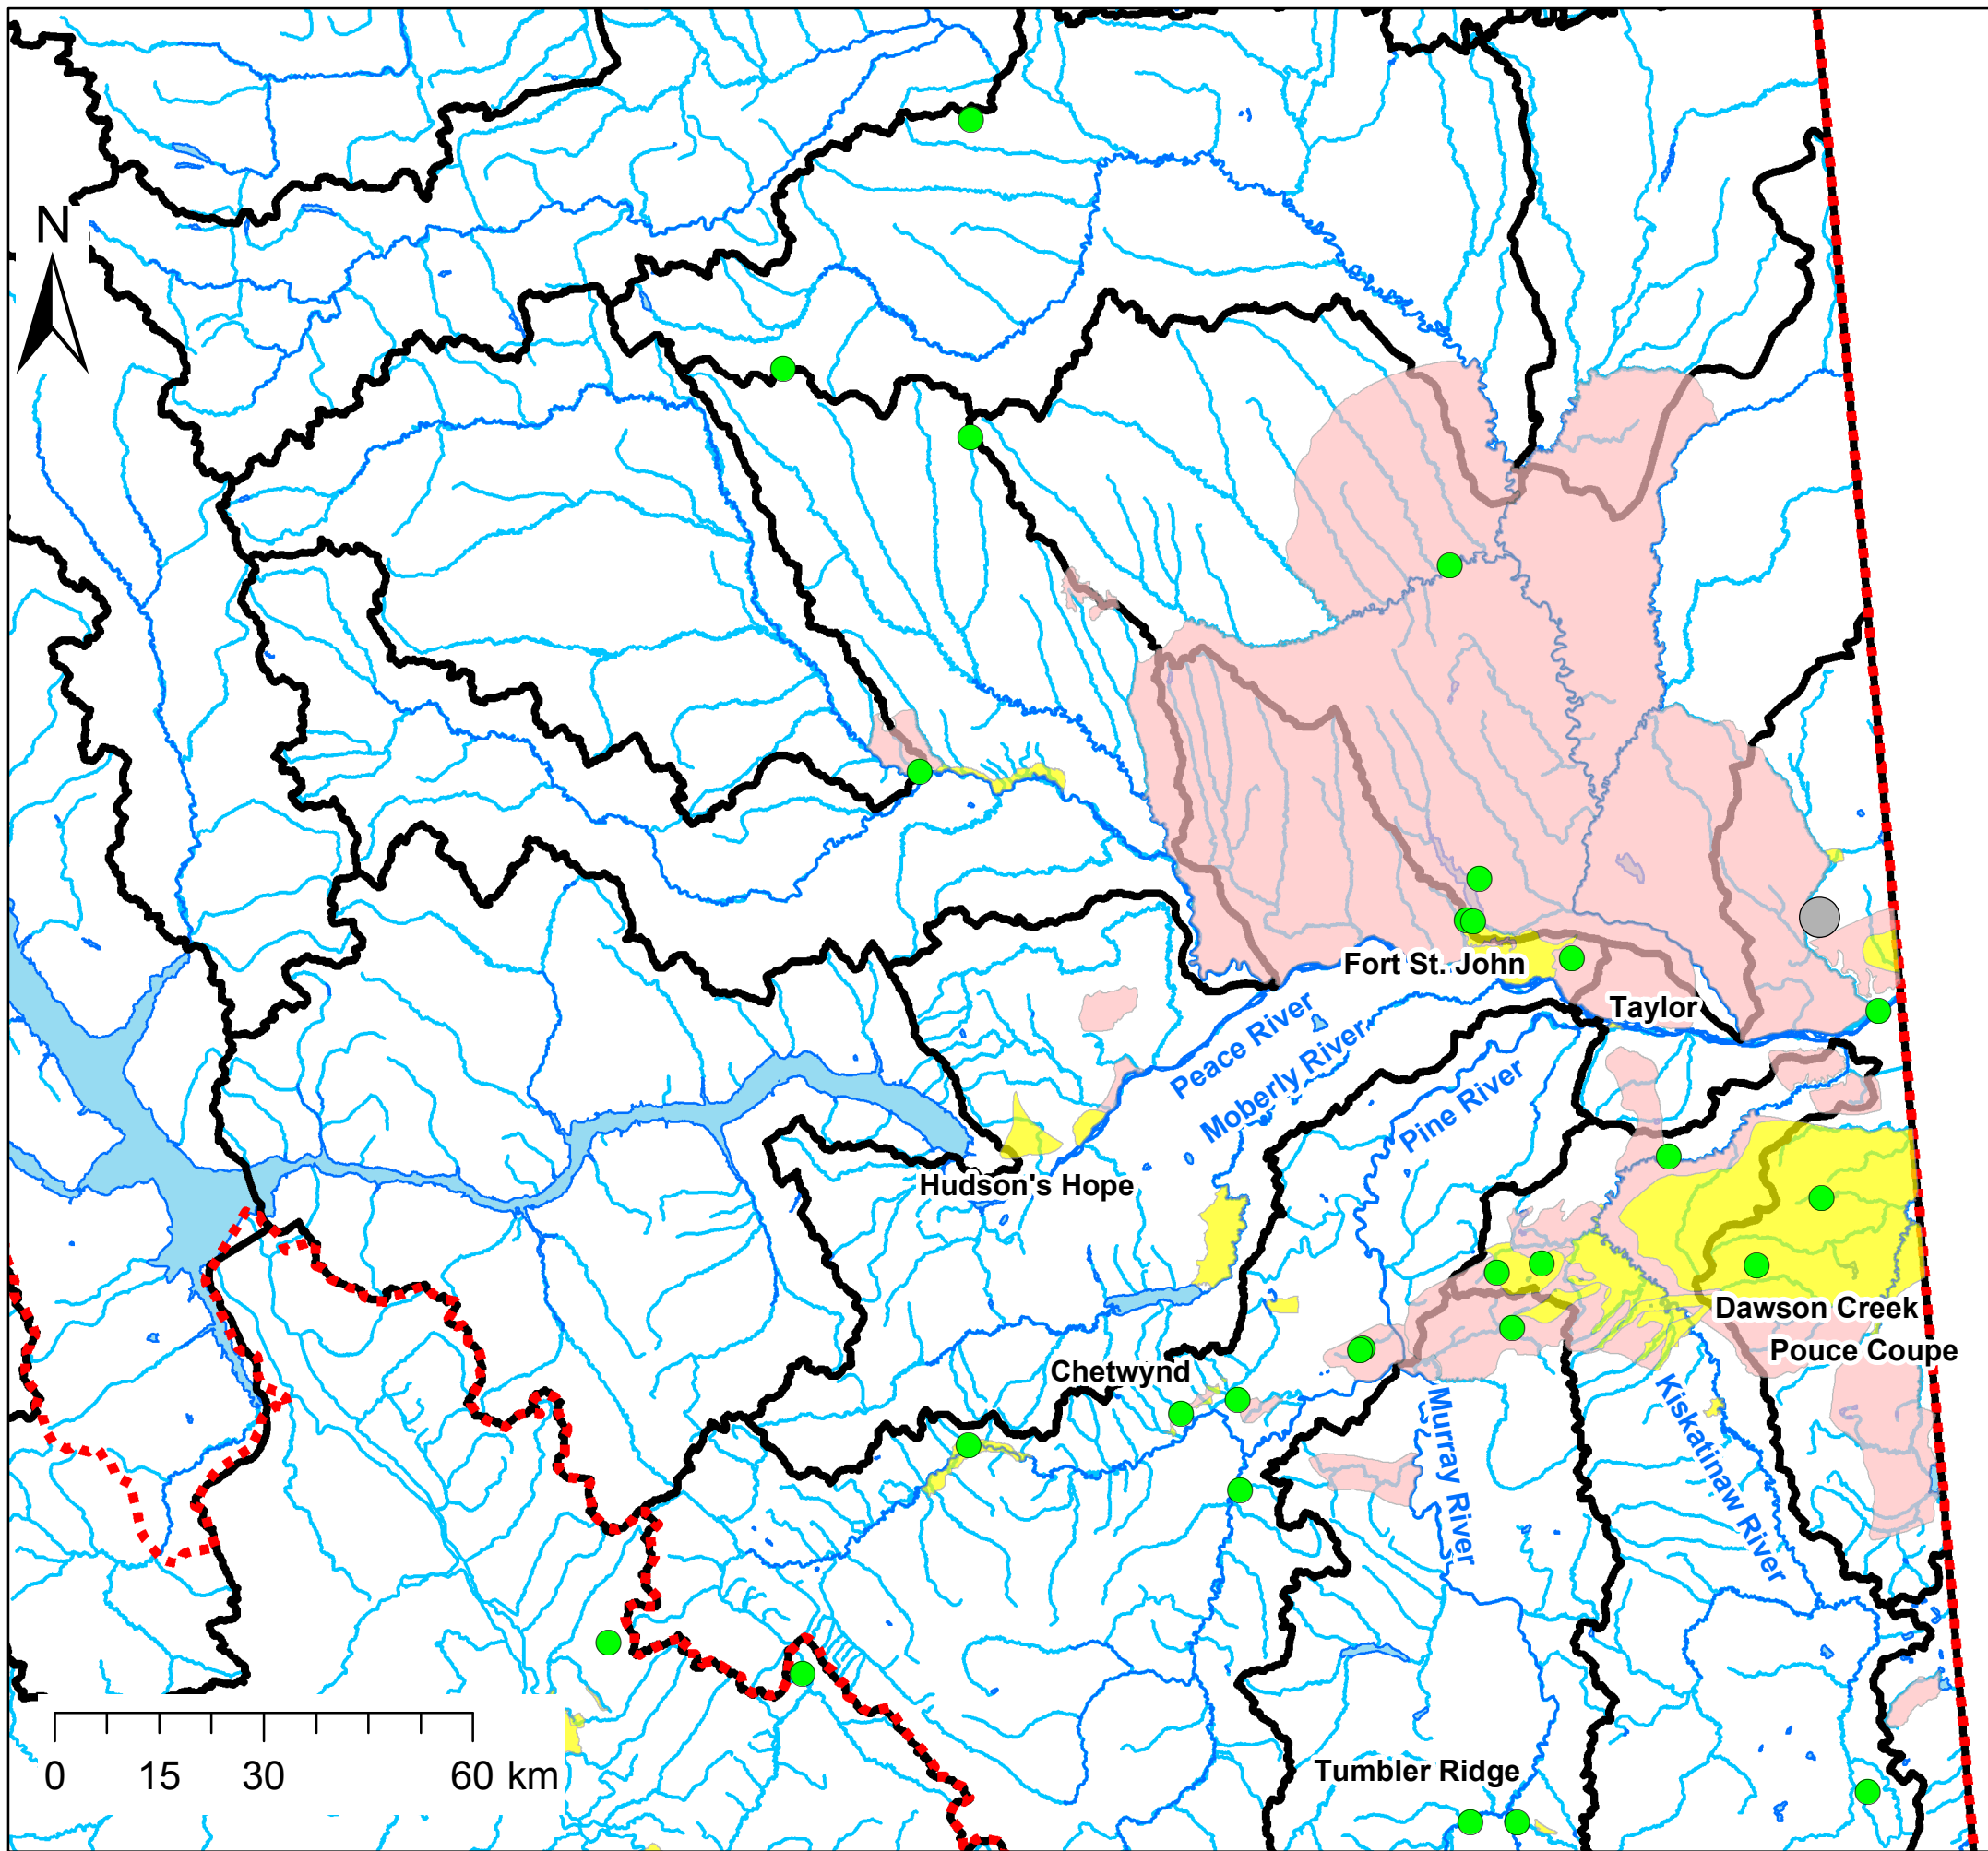 N
Fort St. John
Taylor
Peace River
Moberly River
Pine River
Hudson's Hope
Dawson Creek
Pouce Coupe
Chetwynd
Murray River
Kiskatinaw River
Tumbler Ridge
0 15 30 60 km